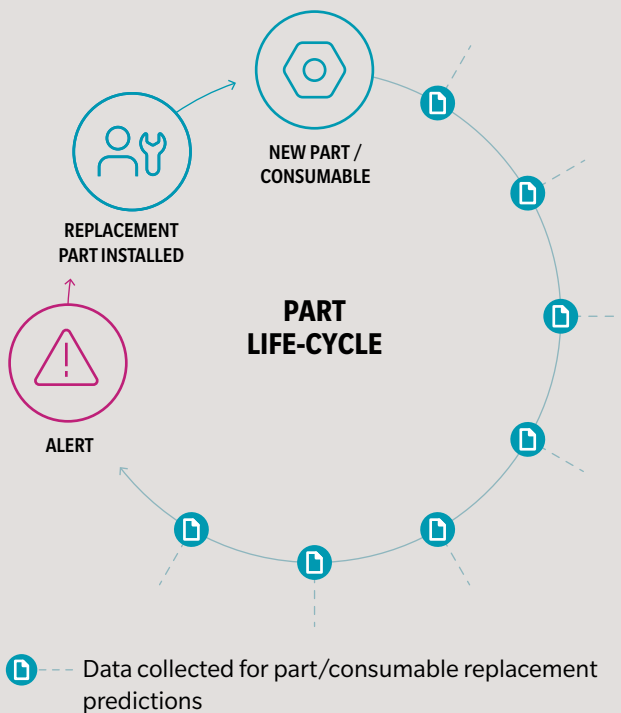 NEW PART /
CONSUMABLE
REPLACEMENT
PART INSTALLED
PART
LIFE-CYCLE
ALERT
Data collected for part/consumable replacement
predictions